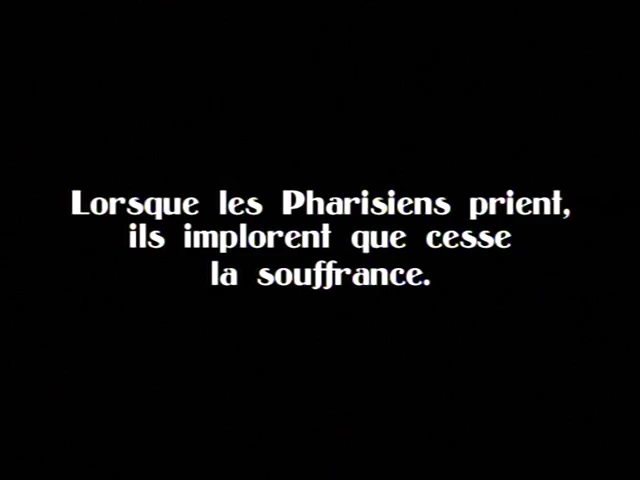 Lorsque les Pharisiens prient,
ils implorent que cesse
la souffrance.